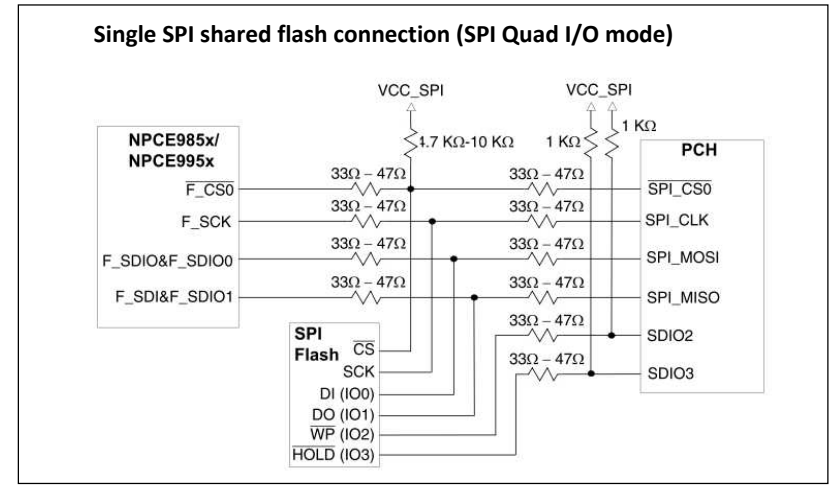 Single SPI shared flash connection (SPI Quad I/O mode)
VCC_SPI
VCC_SPI
4.7 KΩ-10 KΩ
1 KΩ
1 KΩ
NPCE985x/
NPCE995x
PCH
F_CS0
33Ω – 47Ω
33Ω – 47Ω
SPI_CS0
F_SCK
33Ω – 47Ω
33Ω – 47Ω
SPI_CLK
F_SDIO&F_SDIO0
33Ω – 47Ω
33Ω – 47Ω
SPI_MOSI
F_SDI&F_SDIO1
33Ω – 47Ω
33Ω – 47Ω
SPI_MISO
33Ω – 47Ω
SDIO2
33Ω – 47Ω
SDIO3
SPI
Flash
CS
SCK
DI (IO0)
DO (IO1)
WP (IO2)
HOLD (IO3)